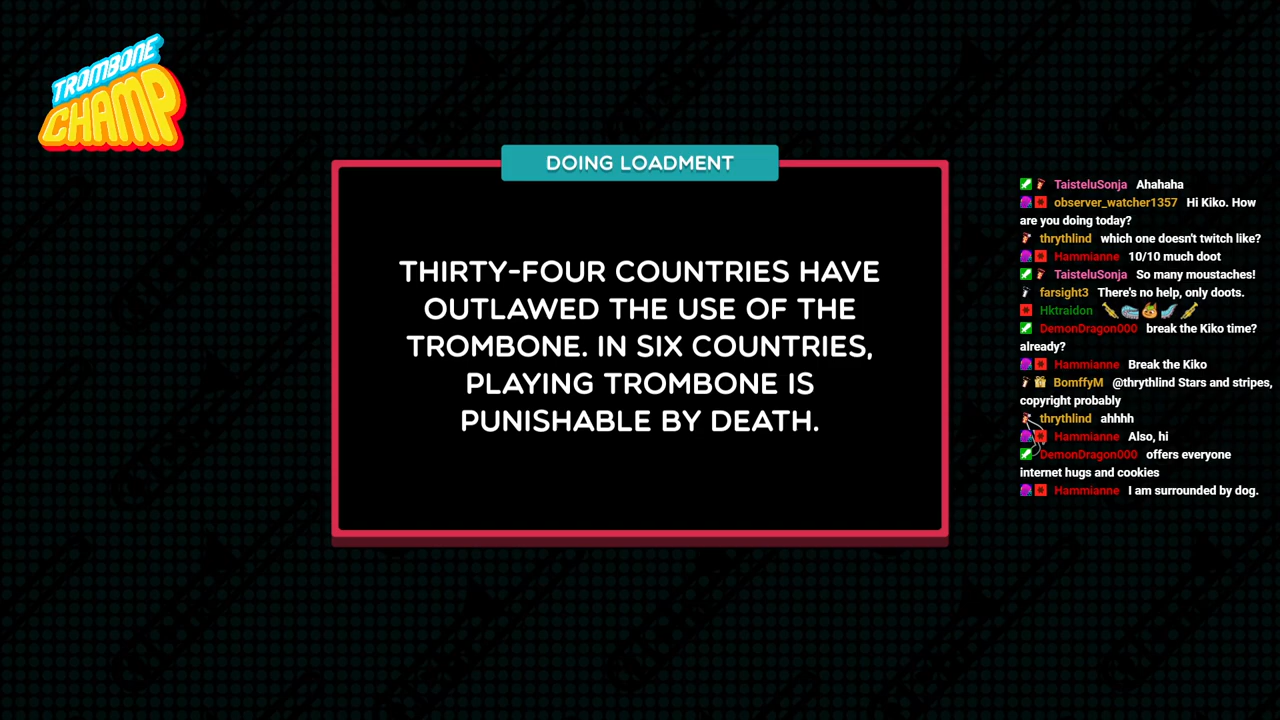 TROMBONE
CHAMP
DOING LOADMENT
THIRTY-FOUR COUNTRIES HAVE
OUTLAWED THE USE OF THE
TROMBONE. IN SIX COUNTRIES,
PLAYING TROMBONE IS
PUNISHABLE BY DEATH.
TaisteluSonja Ahahaha
observer_watcher1357 Hi Kiko. How
are you doing today?
thrythlind which one doesn't twitch like?
Hammianne 10/10 much doot
TaisteluSonja So many moustaches!
farsight3 There's no help, only doots.
Hktraidon
DemonDragon000 break the Kiko time?
already?
Hammianne Break the Kiko
BomffyM @thrythlind Stars and stripes,
copyright probably
thrythlind ahhhh
Hammianne Also, hi
DemonDragon000 offers everyone
internet hugs and cookies
Hammianne I am surrounded by dog.